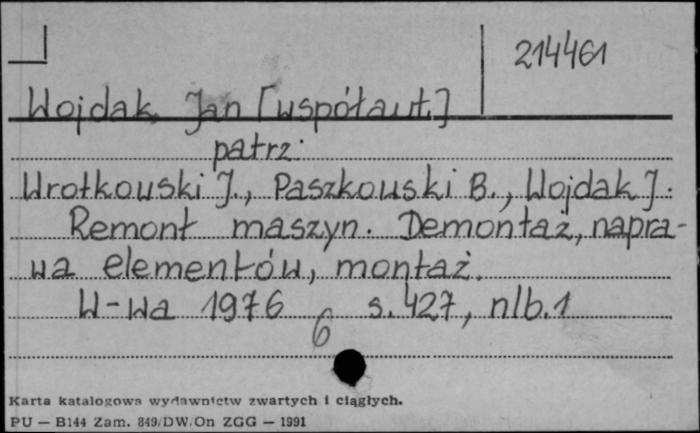 214461
Wojdak Jan [współaut.]
patrz:
Wrotkowski J., Paszkowski B., Wojdak J.
Remont maszyn. Demontaż, napra-
wa elementów, montaż.
W-wa 1976 s. 427, nlb. 1
6
Karta katalogowa wydawnictw zwartych i ciągłych.
PU — B144 Zam. 849/DW/On ZGG — 1991